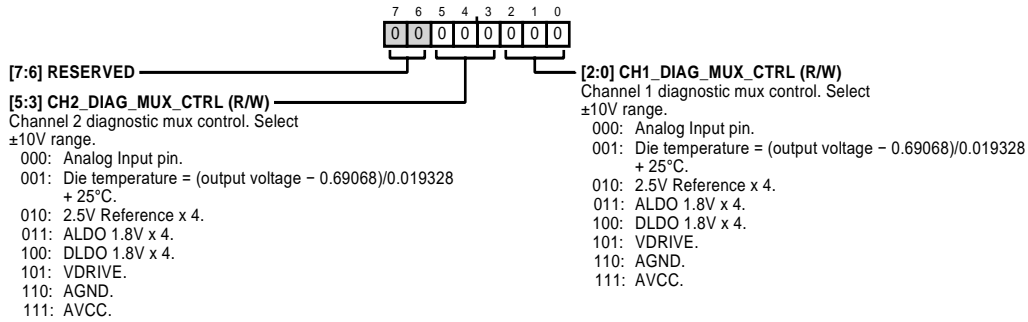 7 6 5 4 3 2 1 0
0 0 0 0 0 0 0 0
[7:6] RESERVED
[5:3] CH2_DIAG_MUX_CTRL (R/W)
Channel 2 diagnostic mux control. Select
±10V range.
000: Analog Input pin.
001: Die temperature = (output voltage − 0.69068)/0.019328
+ 25°C.
010: 2.5V Reference x 4.
011: ALDO 1.8V x 4.
100: DLDO 1.8V x 4.
101: VDRIVE.
110: AGND.
111: AVCC.
[2:0] CH1_DIAG_MUX_CTRL (R/W)
Channel 1 diagnostic mux control. Select
±10V range.
000: Analog Input pin.
001: Die temperature = (output voltage − 0.69068)/0.019328
+ 25°C.
010: 2.5V Reference x 4.
011: ALDO 1.8V x 4.
100: DLDO 1.8V x 4.
101: VDRIVE.
110: AGND.
111: AVCC.